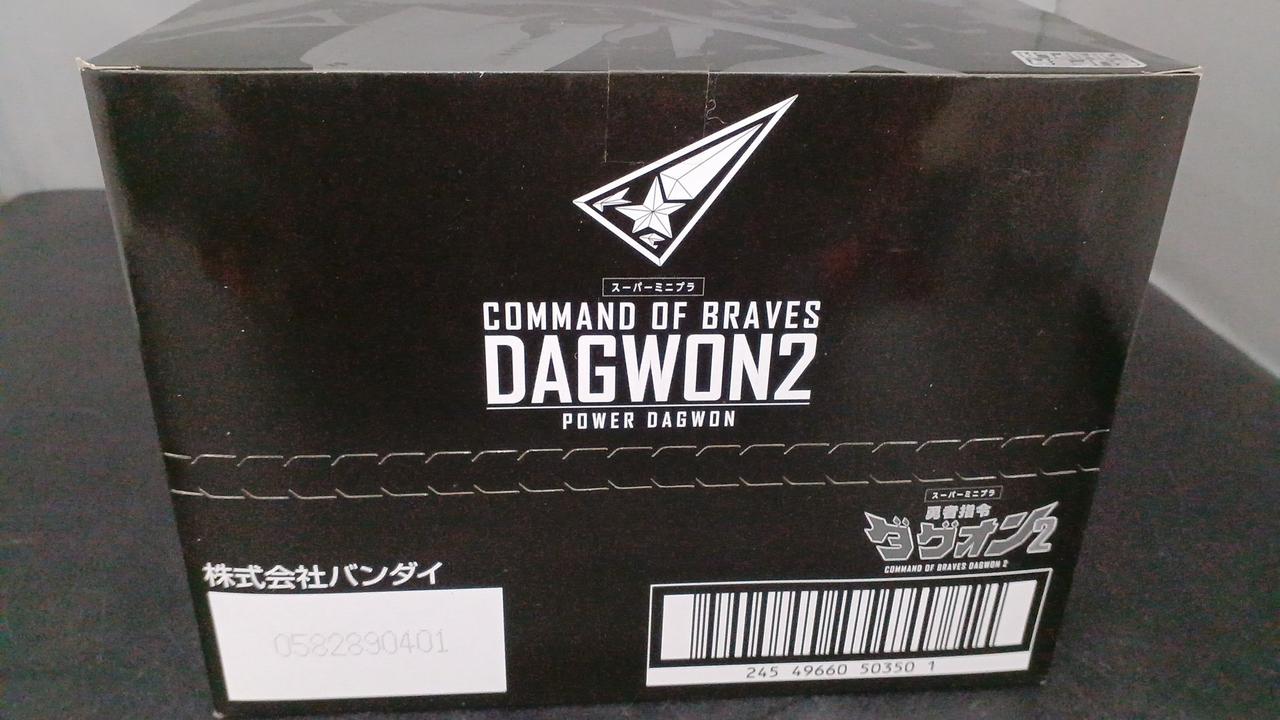 スーパーミニプラ
COMMAND OF BRAVES
DAGWON2
POWER DAGWON
スーパーミニプラ
勇者指令
ダグオン2
COMMAND OF BRAVES DAGWON 2
株式会社バンダイ
0582890401
245 49660 50350 1